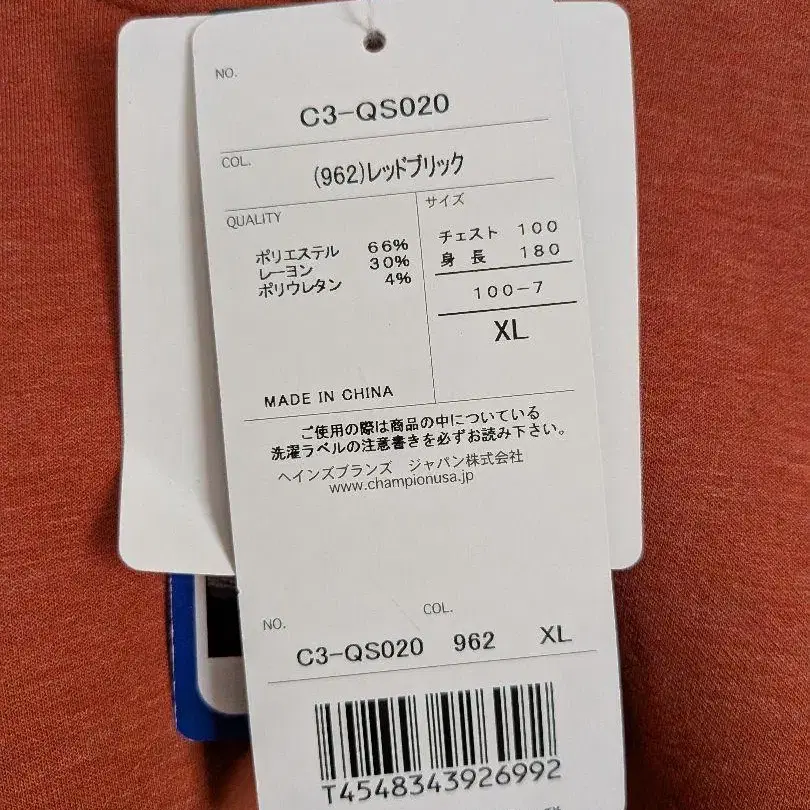 NO.
C3-QS020
COL.
(962)レッドブリック
QUALITY
ポリエステル 66%
レーヨン 30%
ポリウレタン 4%
サイズ
チェスト 100
身長 180
100-7
XL
MADE IN CHINA
ご使用の際は商品の中についている
洗濯ラベルの注意書きを必ずお読み下さい。
ヘインズブランズ ジャパン株式会社
www.championusa.jp
NO.
COL.
C3-QS020 962 XL
T4548343926992